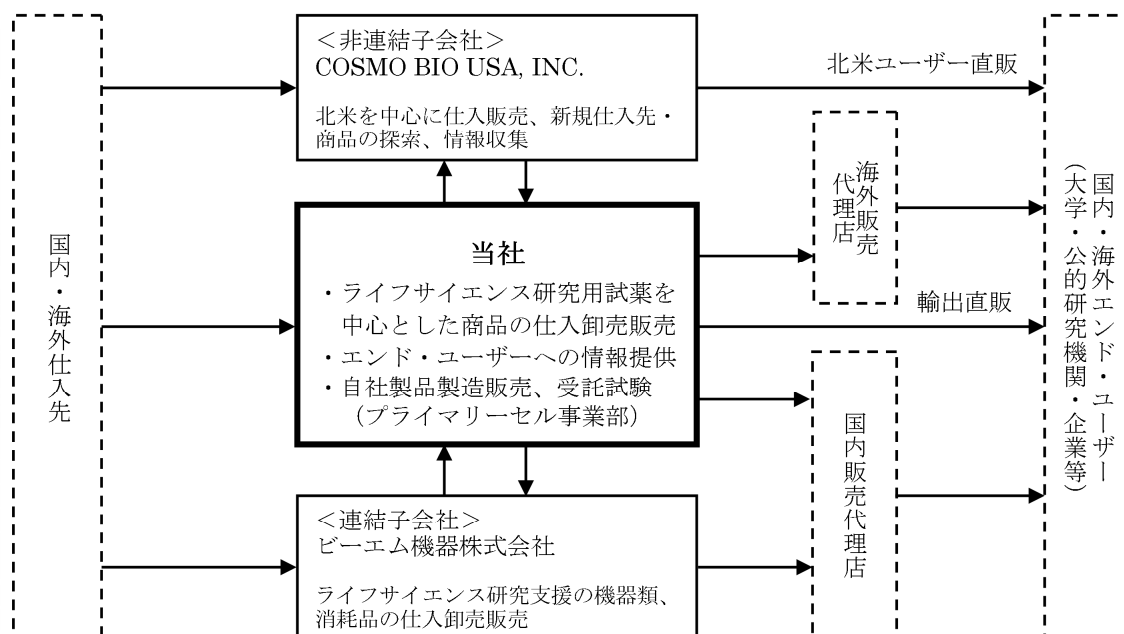 国内・海外仕入先
＜非連結子会社＞
COSMO BIO USA, INC.
北米を中心に仕入販売、新規仕入先・
商品の探索、情報収集
当社
・ライフサイエンス研究用試薬を
中心とした商品の仕入卸売販売
・エンド・ユーザーへの情報提供
・自社製品製造販売、受託試験
（プライマリーセル事業部）
＜連結子会社＞
ビーエム機器株式会社
ライフサイエンス研究支援の機器類、
消耗品の仕入卸売販売
北米ユーザー直販
海外販売
代理店
輸出直販
国内販売代理店
国内・海外エンド・ユーザー
（大学・公的研究機関・企業等）